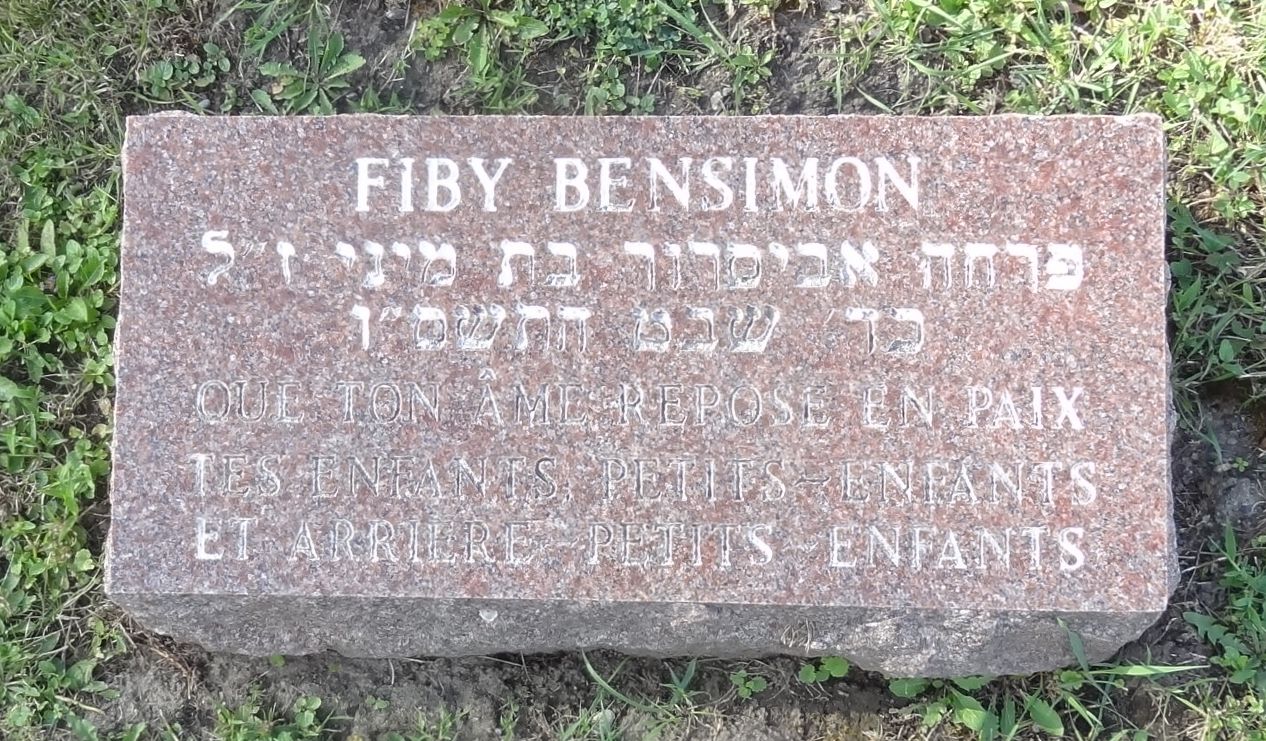 FIBY BENSIMON
פרחה אביסרור בת מיני ז״ל
כד׳ שבט התשס״ו
QUE TON ÂME REPOSE EN PAIX
TES ENFANTS, PETITS-ENFANTS
ET ARRIERE-PETITS-ENFANTS